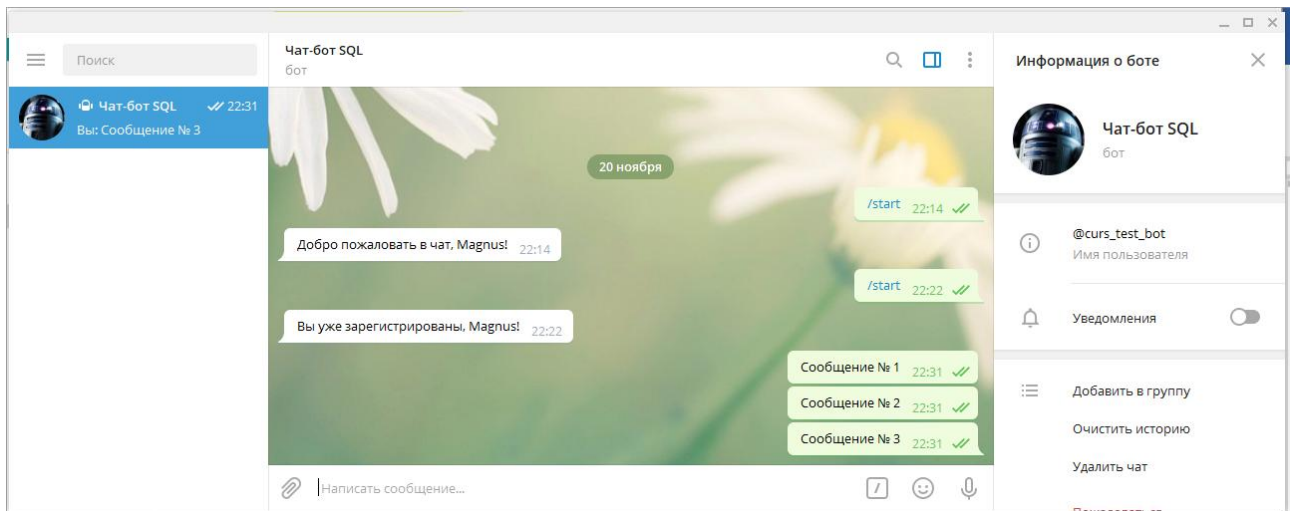 Поиск
Чат-бот SQL 22:31
Вы: Сообщение № 3
Чат-бот SQL
бот
20 ноября
/start 22:14
Добро пожаловать в чат, Magnus! 22:14
/start 22:22
Вы уже зарегистрированы, Magnus! 22:22
Сообщение № 1 22:31
Сообщение № 2 22:31
Сообщение № 3 22:31
Написать сообщение...
Информация о боте
Чат-бот SQL
бот
@curs_test_bot
Имя пользователя
Уведомления
Добавить в группу
Очистить историю
Удалить чат